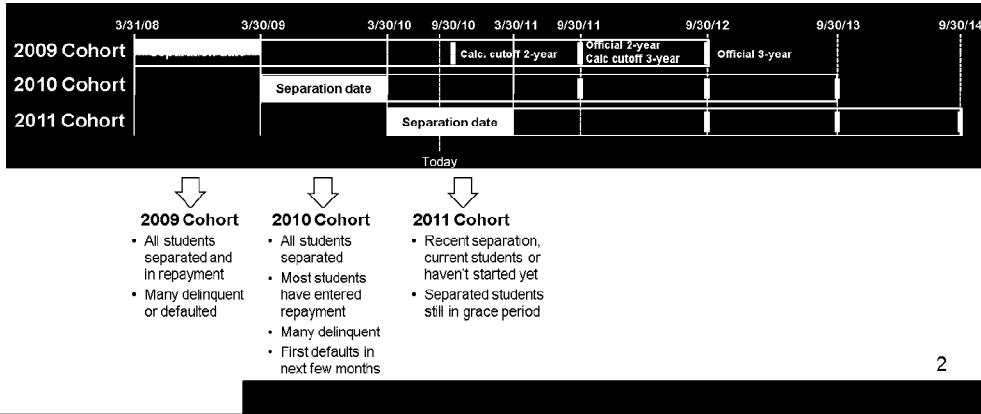 3/31/08 3/30/09 3/30/10 9/30/10 3/30/11 9/30/11 9/30/12 9/30/13 9/30/14
2009 Cohort Separation date Calc. cutoff 2-year Official 2-year Official 3-year
Calc cutoff 3-year
2010 Cohort Separation date
2011 Cohort Separation date
Today
2009 Cohort
• All students
separated and
in repayment
• Many delinquent
or defaulted
2010 Cohort
• All students
separated
• Most students
have entered
repayment
• Many delinquent
• First defaults in
next few months
2011 Cohort
• Recent separation,
current students or
haven't started yet
• Separated students
still in grace period
2